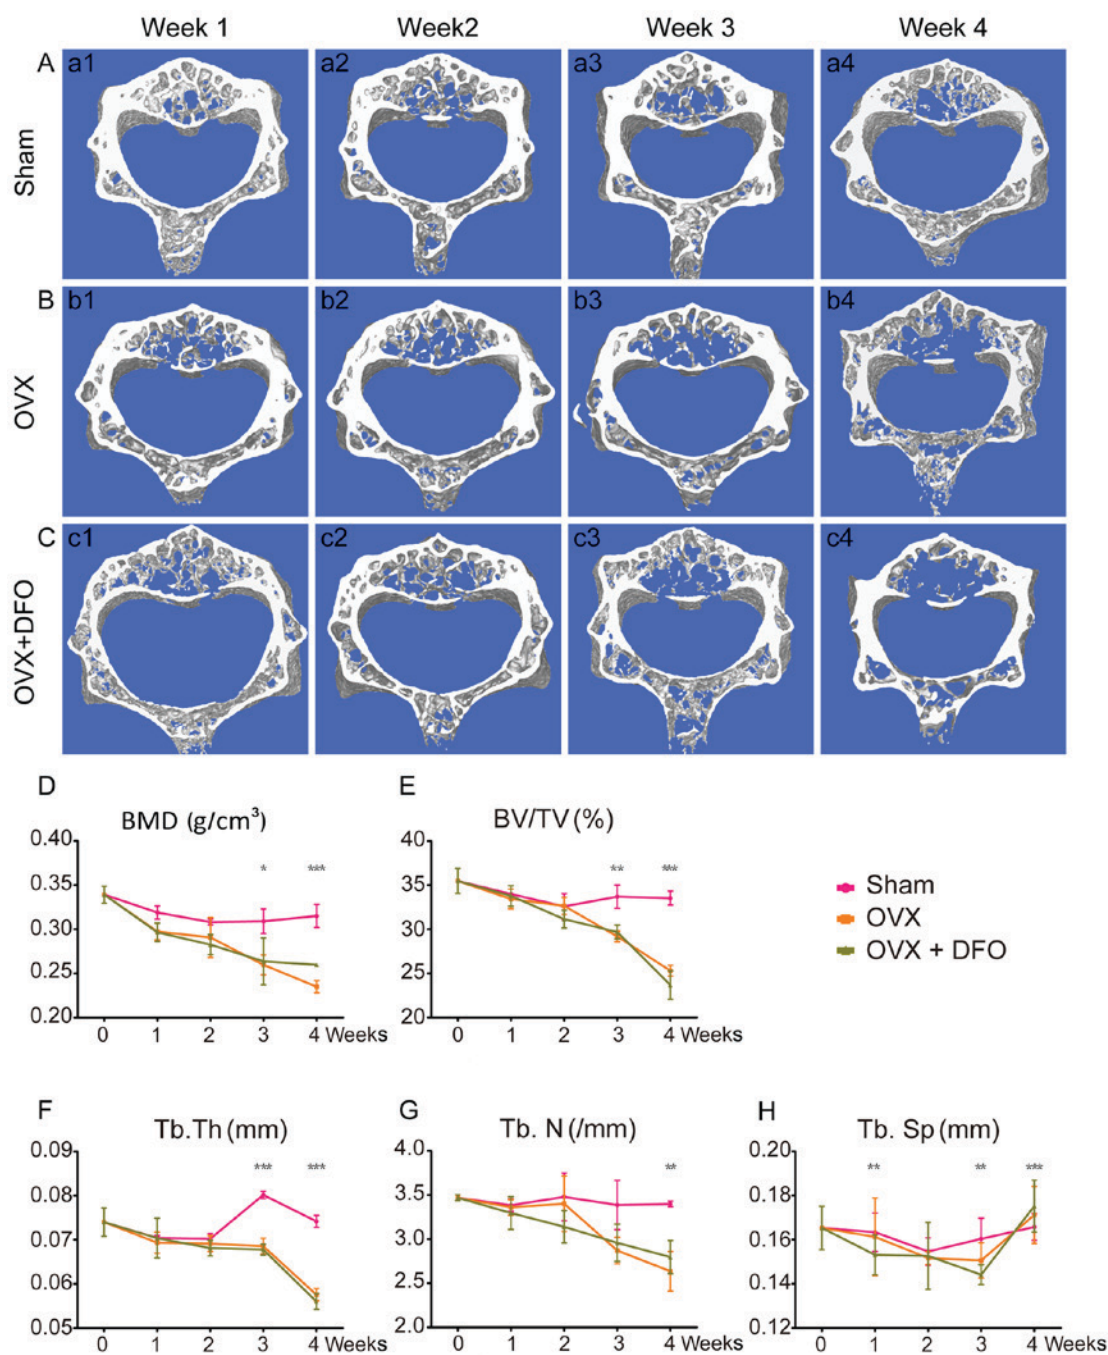 Week 1 Week2 Week 3 Week 4
A a1 a2 a3 a4
Sham
B b1 b2 b3 b4
OVX
C c1 c2 c3 c4
OVX+DFO
D
BMD (g/cm³)
0.40
0.35
0.30
0.25
0.20
* ***
0 1 2 3 4 Weeks
E
BV/TV (%)
40
35
30
25
20
** ***
0 1 2 3 4 Weeks
Sham
OVX
OVX + DFO
F
Tb.Th (mm)
0.09
0.08
0.07
0.06
0.05
*** ***
0 1 2 3 4 Weeks
G
Tb. N (/mm)
4.0
3.5
3.0
2.5
2.0
**
0 1 2 3 4 Weeks
H
Tb. Sp (mm)
0.20
0.18
0.16
0.14
0.12
** ** ***
0 1 2 3 4 Weeks